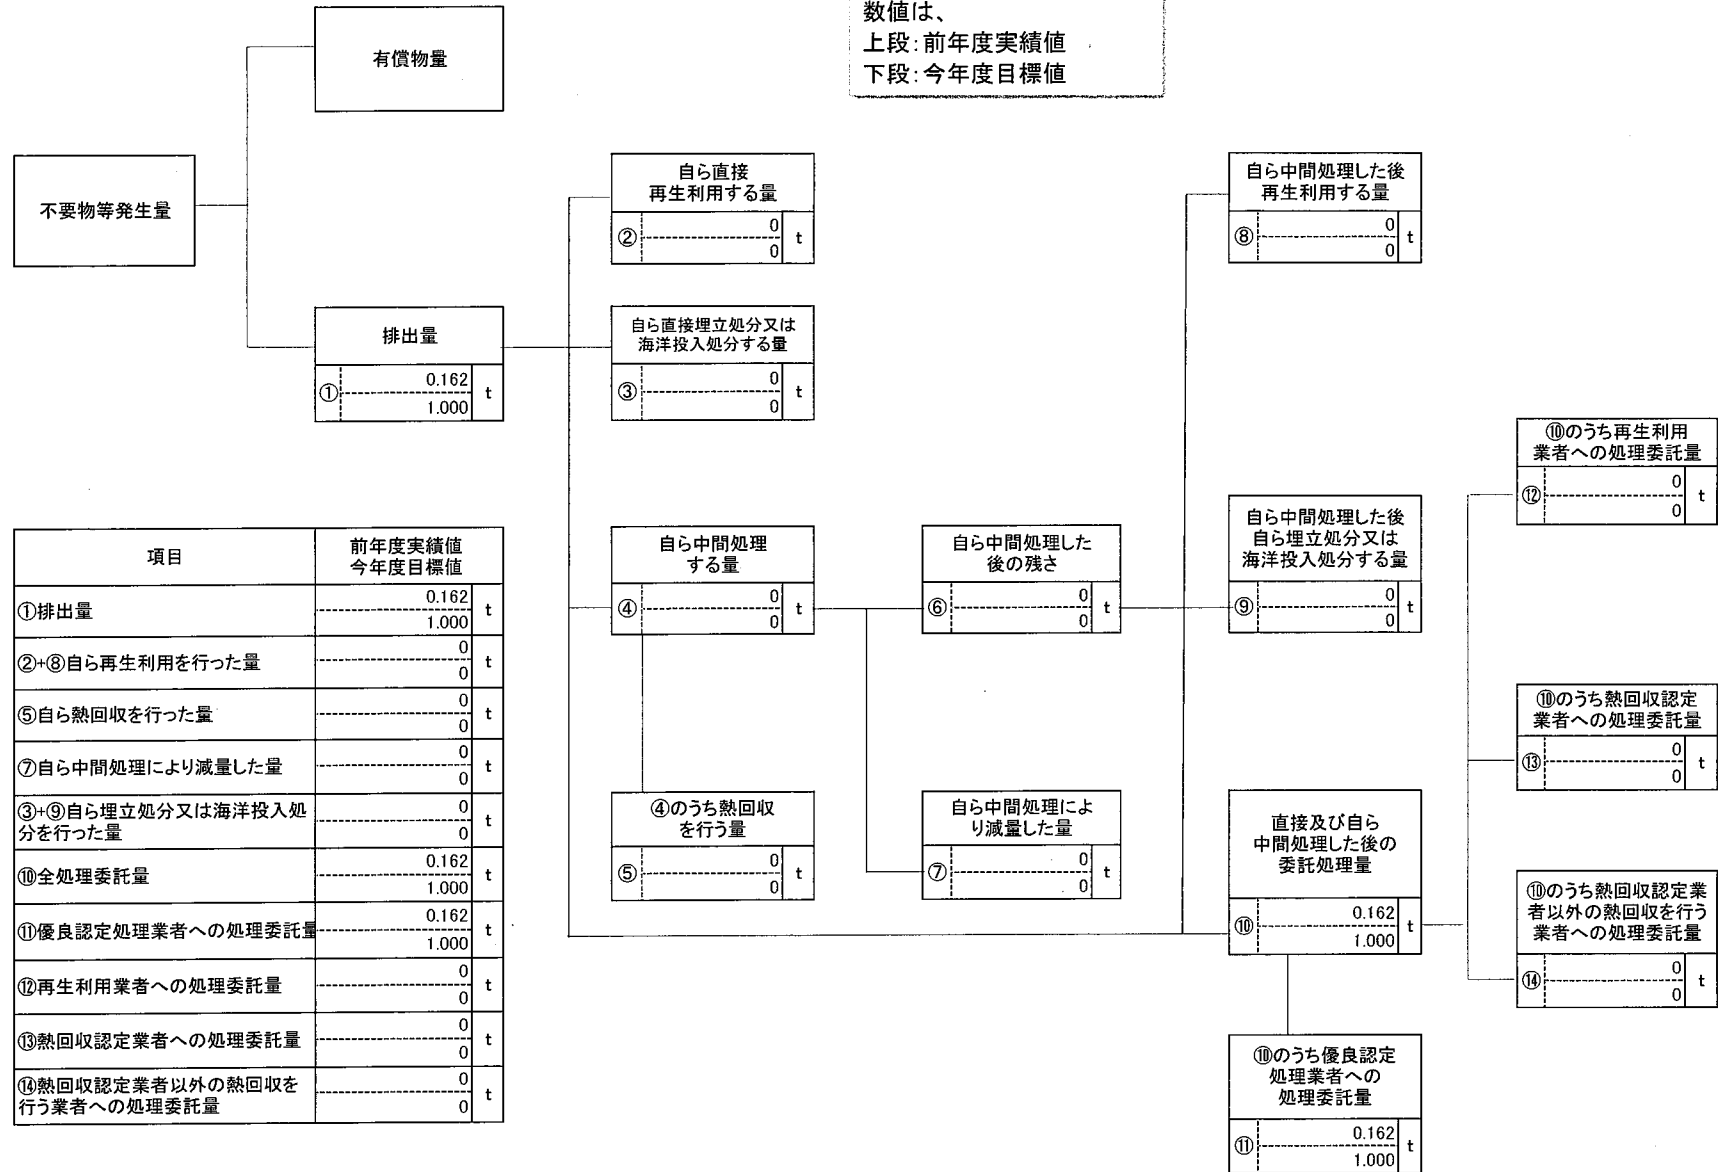 数値は、
上段：前年度実績値
下段：今年度目標値
有償物量
不要物等発生量
排出量
①
0.162
1.000
t
自ら直接
再生利用する量
②
0
0
t
自ら直接埋立処分又は
海洋投入処分する量
③
0
0
t
自ら中間処理
する量
④
0
0
t
④のうち熱回収
を行う量
⑤
0
0
t
自ら中間処理した
後の残さ
⑥
0
0
t
自ら中間処理によ
り減量した量
⑦
0
0
t
自ら中間処理した後
再生利用する量
⑧
0
0
t
自ら中間処理した後
自ら埋立処分又は
海洋投入処分する量
⑨
0
0
t
直接及び自ら
中間処理した後の
委託処理量
⑩
0.162
1.000
t
⑩のうち優良認定
処理業者への
処理委託量
⑪
0.162
1.000
t
⑩のうち再生利用
業者への処理委託量
⑫
0
0
t
⑩のうち熱回収認定
業者への処理委託量
⑬
0
0
t
⑩のうち熱回収認定業
者以外の熱回収を行う
業者への処理委託量
⑭
0
0
t
項目
前年度実績値
今年度目標値
①排出量
0.162
1.000
t
②+⑧自ら再生利用を行った量
0
0
t
⑤自ら熱回収を行った量
0
0
t
⑦自ら中間処理により減量した量
0
0
t
③+⑨自ら埋立処分又は海洋投入処
分を行った量
0
0
t
⑩全処理委託量
0.162
1.000
t
⑪優良認定処理業者への処理委託量
0.162
1.000
t
⑫再生利用業者への処理委託量
0
0
t
⑬熱回収認定業者への処理委託量
0
0
t
⑭熱回収認定業者以外の熱回収を
行う業者への処理委託量
0
0
t